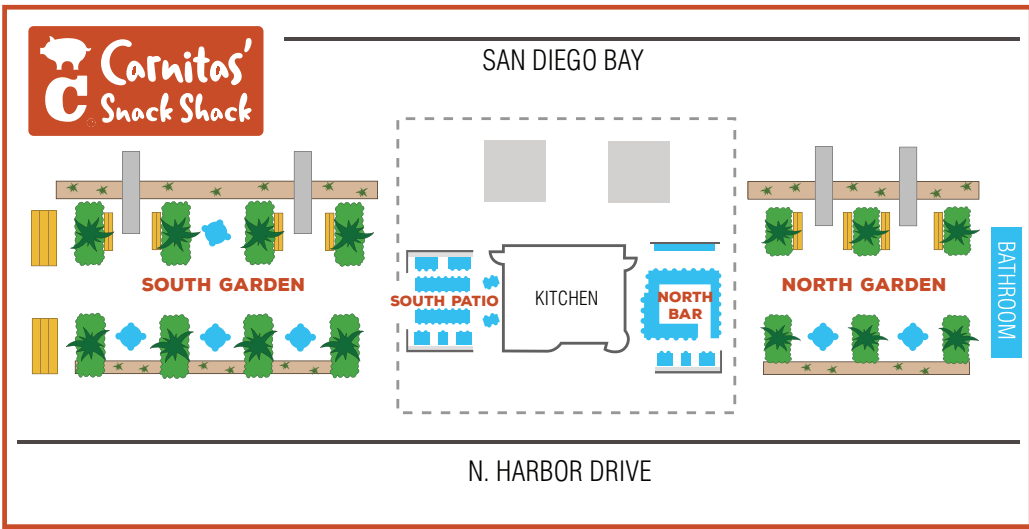 Carnitas'
Snack Shack
C
SAN DIEGO BAY
SOUTH GARDEN
SOUTH PATIO
KITCHEN
NORTH
BAR
NORTH GARDEN
BATHROOM
N. HARBOR DRIVE